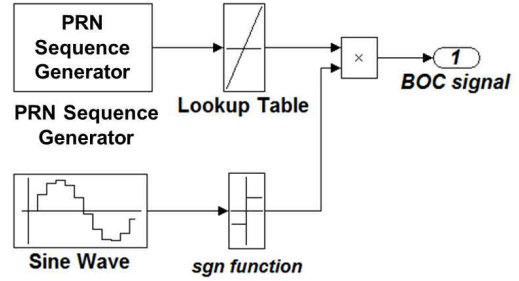 PRN
Sequence
Generator
PRN Sequence
Generator
Lookup Table
×
1
BOC signal
Sine Wave
sgn function